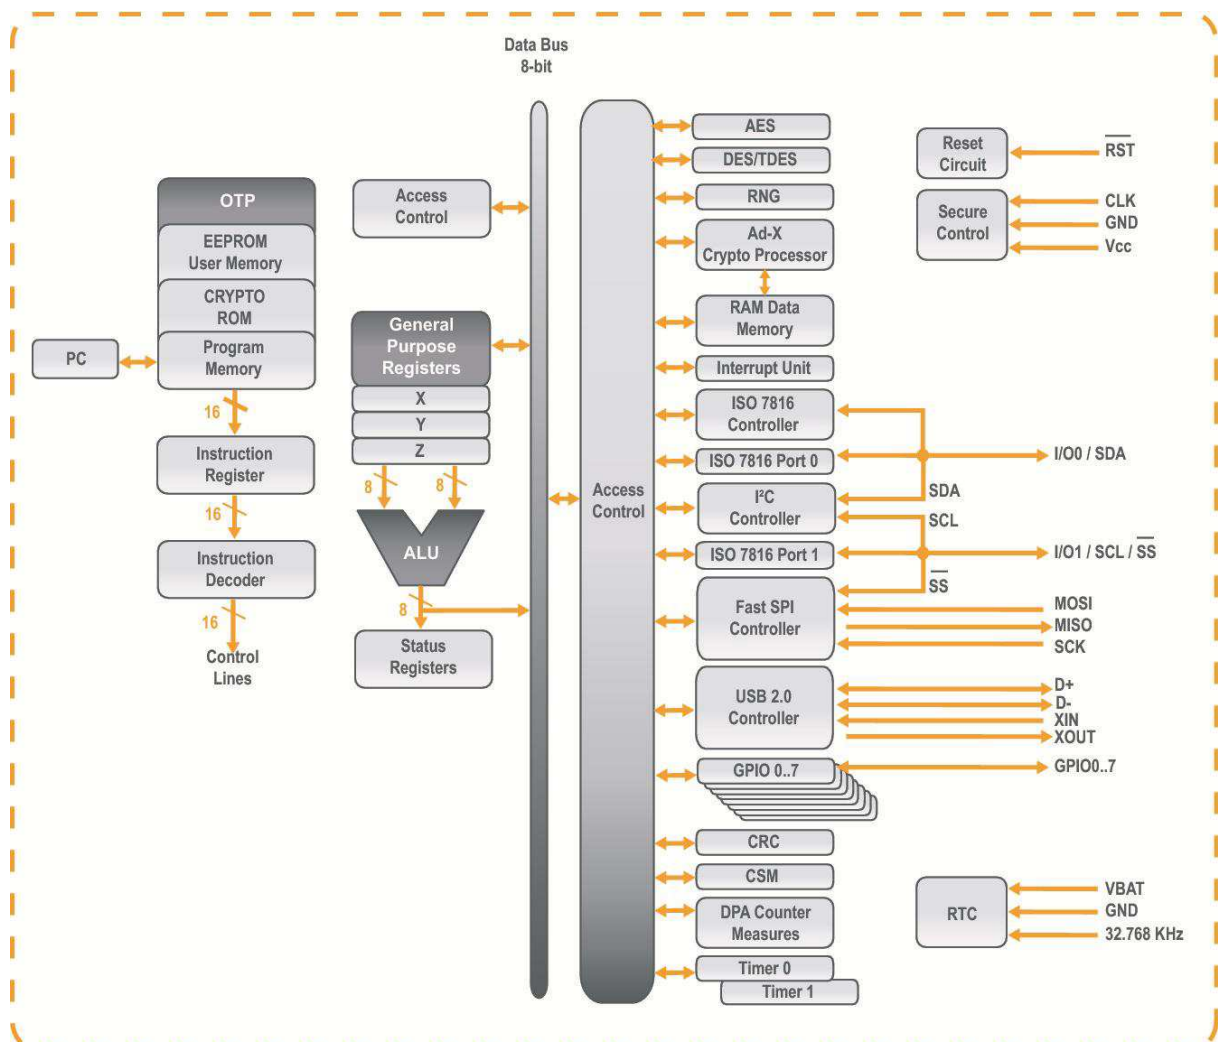 Data Bus
8-bit
OTP
EEPROM
User Memory
CRYPTO
ROM
Program
Memory
PC
16
Instruction
Register
16
Instruction
Decoder
16
Control
Lines
Access
Control
General
Purpose
Registers
X
Y
Z
8
8
ALU
8
Status
Registers
Access
Control
AES
DES/TDES
RNG
Ad-X
Crypto Processor
RAM Data
Memory
Interrupt Unit
ISO 7816
Controller
ISO 7816 Port 0
I²C
Controller
ISO 7816 Port 1
Fast SPI
Controller
USB 2.0
Controller
GPIO 0..7
CRC
CSM
DPA Counter
Measures
Timer 0
Timer 1
Reset
Circuit
RST
Secure
Control
CLK
GND
Vcc
I/O0 / SDA
SDA
SCL
I/O1 / SCL / SS
SS
MOSI
MISO
SCK
D+
D-
XIN
XOUT
GPIO0..7
RTC
VBAT
GND
32.768 KHz